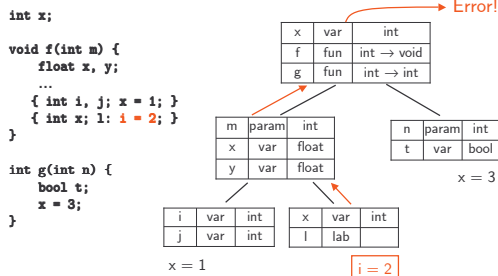 int x;
void f(int m) {
float x, y;
...
{ int i, j; x = 1; }
{ int x; l: i = 2; }
}
int g(int n) {
bool t;
x = 3;
}
Error!
x var int
f fun int → void
g fun int → int
m param int
x var float
y var float
n param int
t var bool
x = 3
i var int
j var int
x var int
l lab
x = 1
i = 2